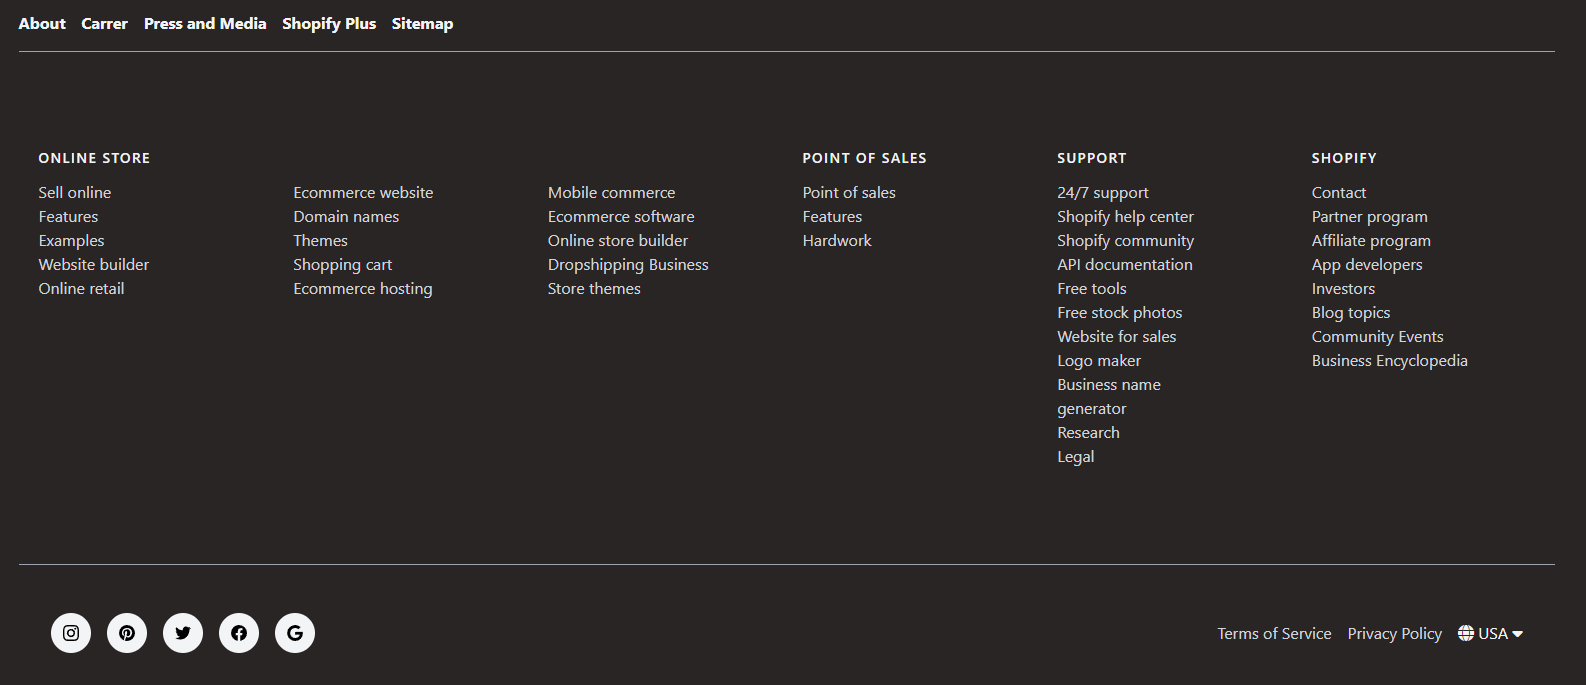 About Carrer Press and Media Shopify Plus Sitemap
ONLINE STORE
Sell online
Features
Examples
Website builder
Online retail
Ecommerce website
Domain names
Themes
Shopping cart
Ecommerce hosting
Mobile commerce
Ecommerce software
Online store builder
Dropshipping Business
Store themes
POINT OF SALES
Point of sales
Features
Hardwork
SUPPORT
24/7 support
Shopify help center
Shopify community
API documentation
Free tools
Free stock photos
Website for sales
Logo maker
Business name
generator
Research
Legal
SHOPIFY
Contact
Partner program
Affiliate program
App developers
Investors
Blog topics
Community Events
Business Encyclopedia
Terms of Service Privacy Policy USA